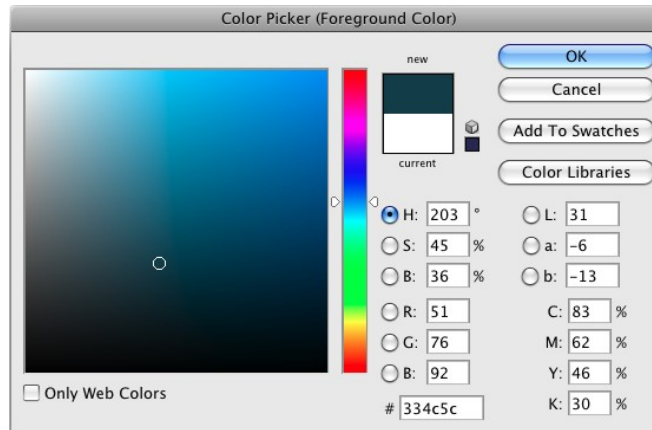 Color Picker (Foreground Color)
new
current
OK
Cancel
Add To Swatches
Color Libraries
H: 203 °
S: 45 %
B: 36 %
R: 51
G: 76
B: 92
# 334c5c
L: 31
a: -6
b: -13
C: 83 %
M: 62 %
Y: 46 %
K: 30 %
Only Web Colors